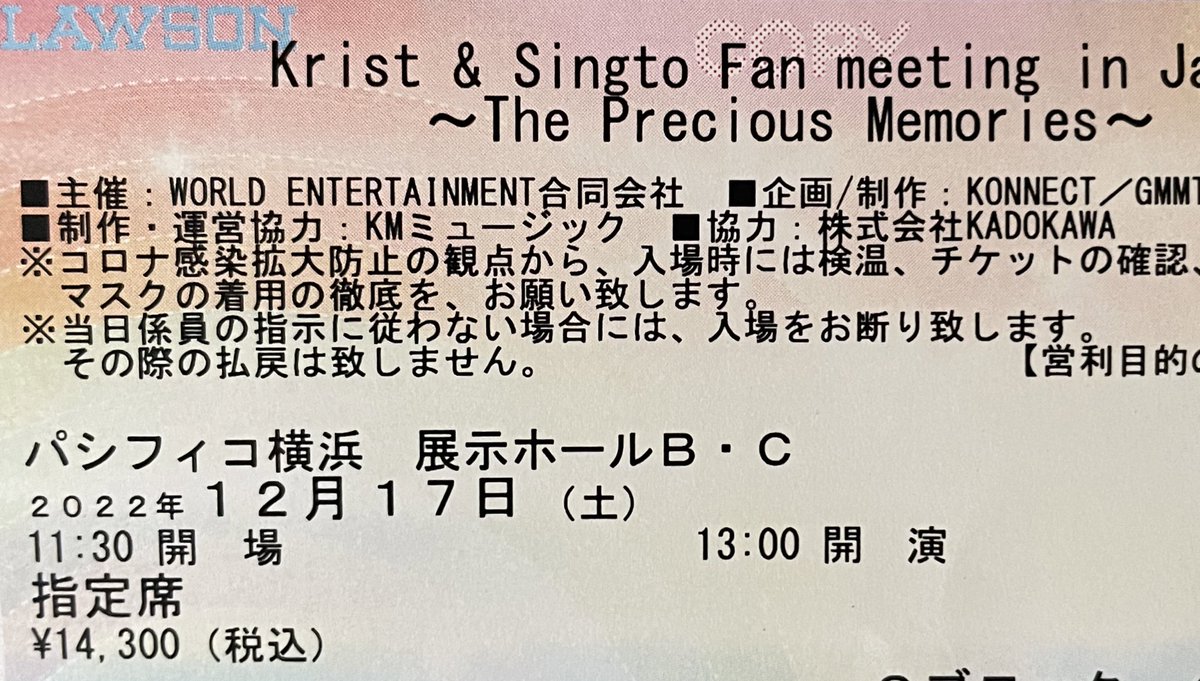 LAWSON
COPY
Krist & Singto Fan meeting in Ja
～The Precious Memories～
■主催：WORLD ENTERTAINMENT合同会社　■企画/制作：KONNECT／GMMT
■制作・運営協力：KMミュージック　■協力：株式会社KADOKAWA
※コロナ感染拡大防止の観点から、入場時には検温、チケットの確認、
マスクの着用の徹底を、お願い致します。
※当日係員の指示に従わない場合には、入場をお断り致します。
その際の払戻は致しません。　【営利目的の
パシフィコ横浜　展示ホールB・C
2022年12月17日（土）
11:30 開　場　13:00 開　演
指定席
¥14,300（税込）